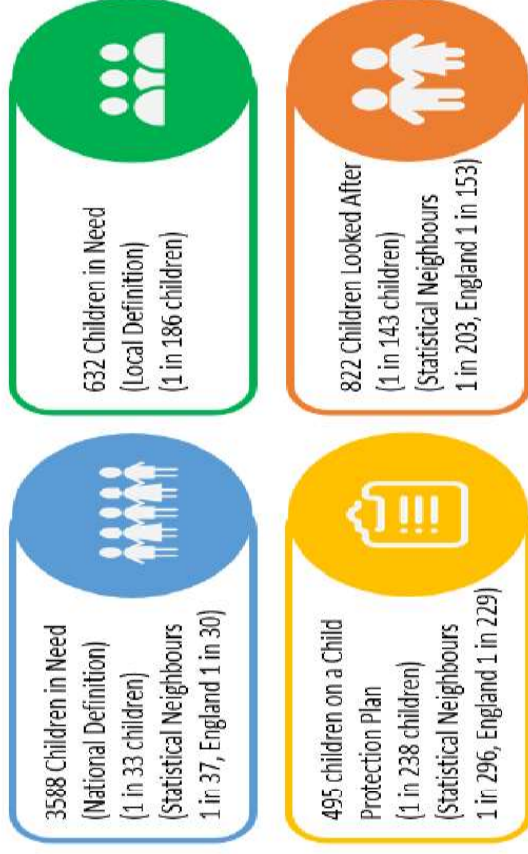 3588 Children in Need
(National Definition)
(1 in 33 children)
(Statistical Neighbours
1 in 37, England 1 in 30)
632 Children in Need
(Local Definition)
(1 in 186 children)
495 children on a Child
Protection Plan
(1 in 238 children)
(Statistical Neighbours
1 in 296, England 1 in 229)
822 Children Looked After
(1 in 143 children)
(Statistical Neighbours
1 in 203, England 1 in 153)